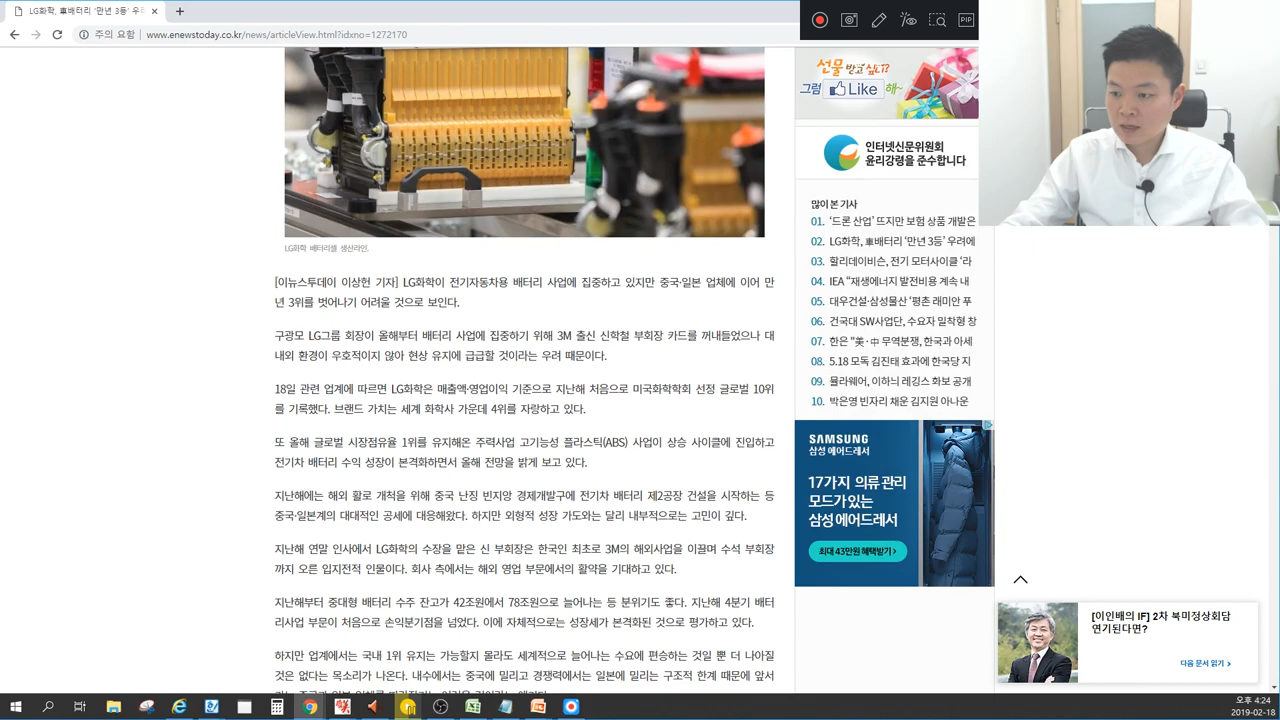 LG화학, 車배터리 '만년 3등' 우려
주의 요함
www.enewstoday.co.kr/news/articleView.html?idxno=1272170
PIP
선물 받고 싶니?
그럼 Like 해~
인터넷신문위원회
윤리강령을 준수합니다
LG화학 배터리셀 생산라인.
[이뉴스투데이 이상헌 기자] LG화학이 전기자동차용 배터리 사업에 집중하고 있지만 중국·일본 업체에 이어 만
년 3위를 벗어나기 어려울 것으로 보인다.
구광모 LG그룹 회장이 올해부터 배터리 사업에 집중하기 위해 3M 출신 신학철 부회장 카드를 꺼내들었으나 대
내외 환경이 우호적이지 않아 현상 유지에 급급할 것이라는 우려 때문이다.
18일 관련 업계에 따르면 LG화학은 매출액·영업이익 기준으로 지난해 처음으로 미국화학학회 선정 글로벌 10위
를 기록했다. 브랜드 가치는 세계 화학사 가운데 4위를 자랑하고 있다.
또 올해 글로벌 시장점유율 1위를 유지해온 주력사업 고기능성 플라스틱(ABS) 사업이 상승 사이클에 진입하고
전기차 배터리 수익 성장이 본격화하면서 올해 전망을 밝게 보고 있다.
지난해에는 해외 활로 개척을 위해 중국 난징 빈지앙 경제개발구에 전기차 배터리 제2공장 건설을 시작하는 등
중국·일본계의 대대적인 공세에 대응해왔다. 하지만 외형적 성장 가도와는 달리 내부적으로는 고민이 깊다.
지난해 연말 인사에서 LG화학의 수장을 맡은 신 부회장은 한국인 최초로 3M의 해외사업을 이끌며 수석 부회장
까지 오른 입지전적 인물이다. 회사 측에서는 해외 영업 부문에서의 활약을 기대하고 있다.
지난해부터 중대형 배터리 수주 잔고가 42조원에서 78조원으로 늘어나는 등 분위기도 좋다. 지난해 4분기 배터
리사업 부문이 처음으로 손익분기점을 넘었다. 이에 자체적으로는 성장세가 본격화된 것으로 평가하고 있다.
하지만 업계에서는 국내 1위 유지는 가능할지 몰라도 세계적으로 늘어나는 수요에 편승하는 것일 뿐 더 나아질
것은 없다는 목소리가 나온다. 내수에서는 중국에 밀리고 경쟁력에서는 일본에 밀리는 구조적 한계 때문에 앞서
많이 본 기사
01. '드론 산업' 뜨지만 보험 상품 개발은
02. LG화학, 車배터리 '만년 3등' 우려에
03. 할리데이비슨, 전기 모터사이클 '라
04. IEA "재생에너지 발전비용 계속 내
05. 대우건설·삼성물산 '평촌 래미안 푸
06. 건국대 SW사업단, 수요자 밀착형 창
07. 한은 "美·中 무역분쟁, 한국과 아세
08. 5.18 모독 김진태 효과에 한국당 지
09. 뮬라웨어, 이하늬 레깅스 화보 공개
10. 박은영 빈자리 채운 김지원 아나운
SAMSUNG
삼성 에어드레서
17가지 의류 관리
모드가 있는
삼성 에어드레서
최대 43만원 혜택받기 >
[이인배의 IF] 2차 북미정상회담
연기된다면?
다음 문서 읽기 >
오후 4:24
2019-02-18